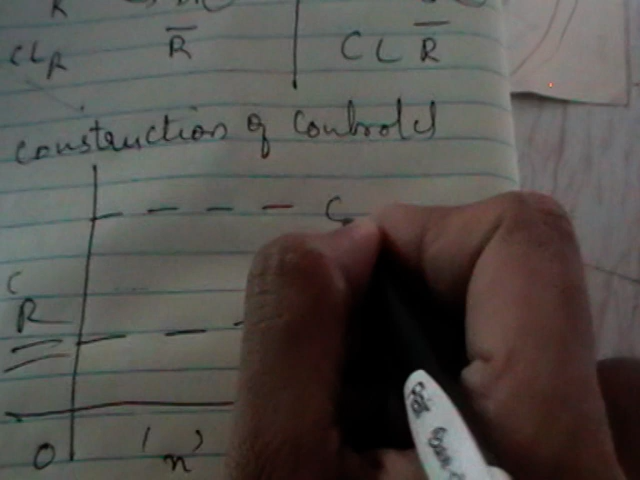 R
CL_R R̄ CL R̄
Construction of Control
C
C
R
O 'n'